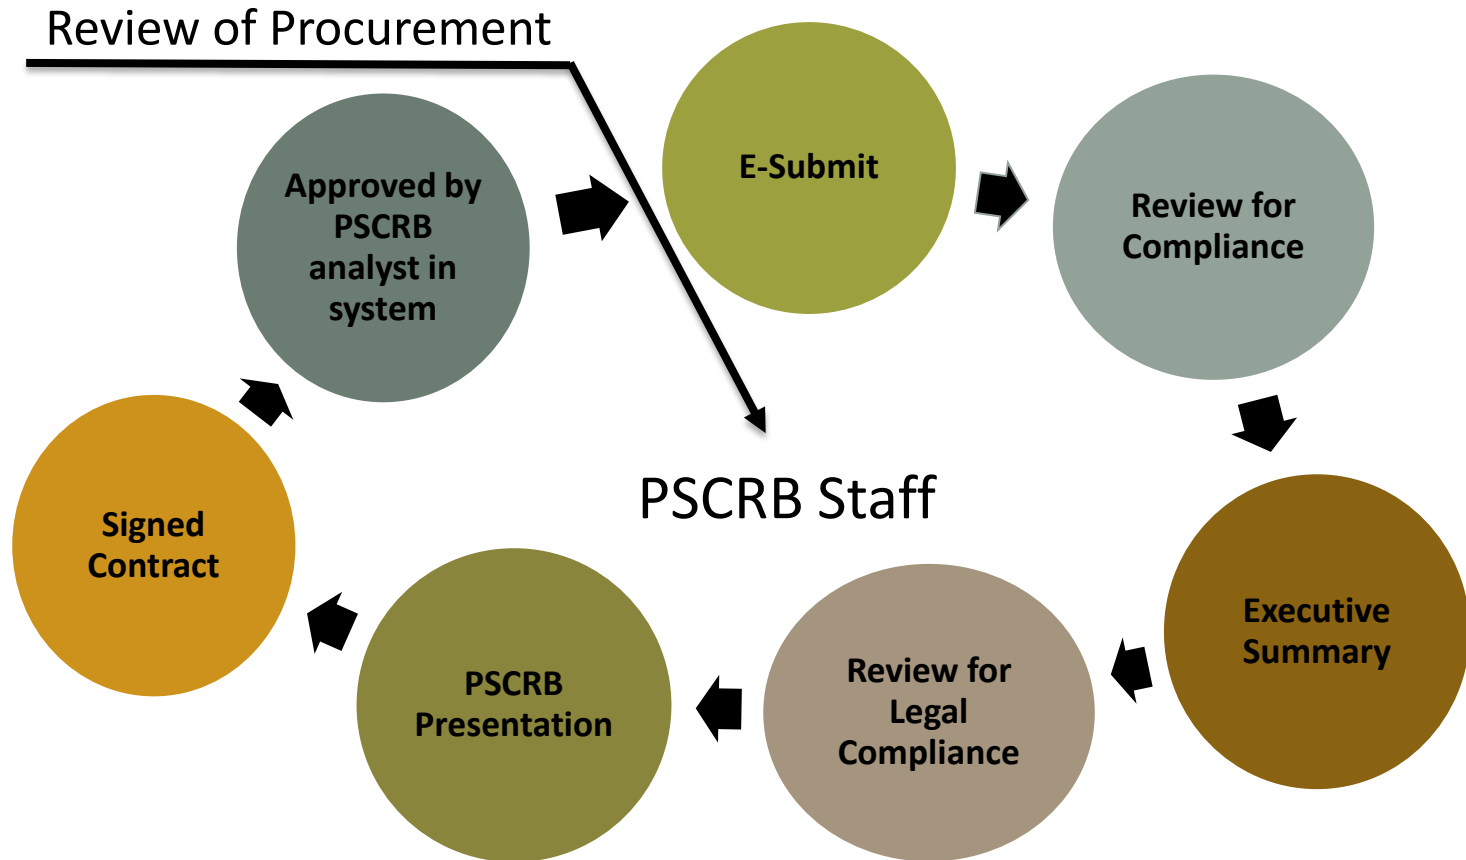 Review of Procurement
E-Submit
Review for
Compliance
Executive
Summary
Review for
Legal
Compliance
PSCRB
Presentation
Signed
Contract
Approved by
PSCRB
analyst in
system
PSCRB Staff